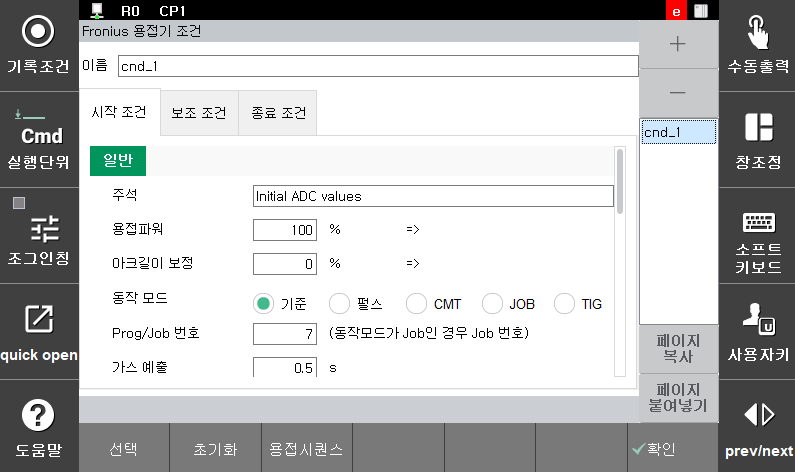 R0 CP1 e
Fronius 용접기 조건
기록조건
Cmd
실행단위
조그인칭
quick open
도움말
이름 cnd_1
시작 조건 보조 조건 종료 조건
일반
주석 Initial ADC values
용접파워 100 % =>
아크길이 보정 0 % =>
동작 모드 기준 펄스 CMT JOB TIG
Prog/Job 번호 7 (동작모드가 Job인 경우 Job 번호)
가스 예출 0.5 s
+
−
cnd_1
페이지
복사
페이지
붙여넣기
수동출력
창조정
소프트
키보드
u
사용자키
prev/next
선택 초기화 용접시퀀스 확인